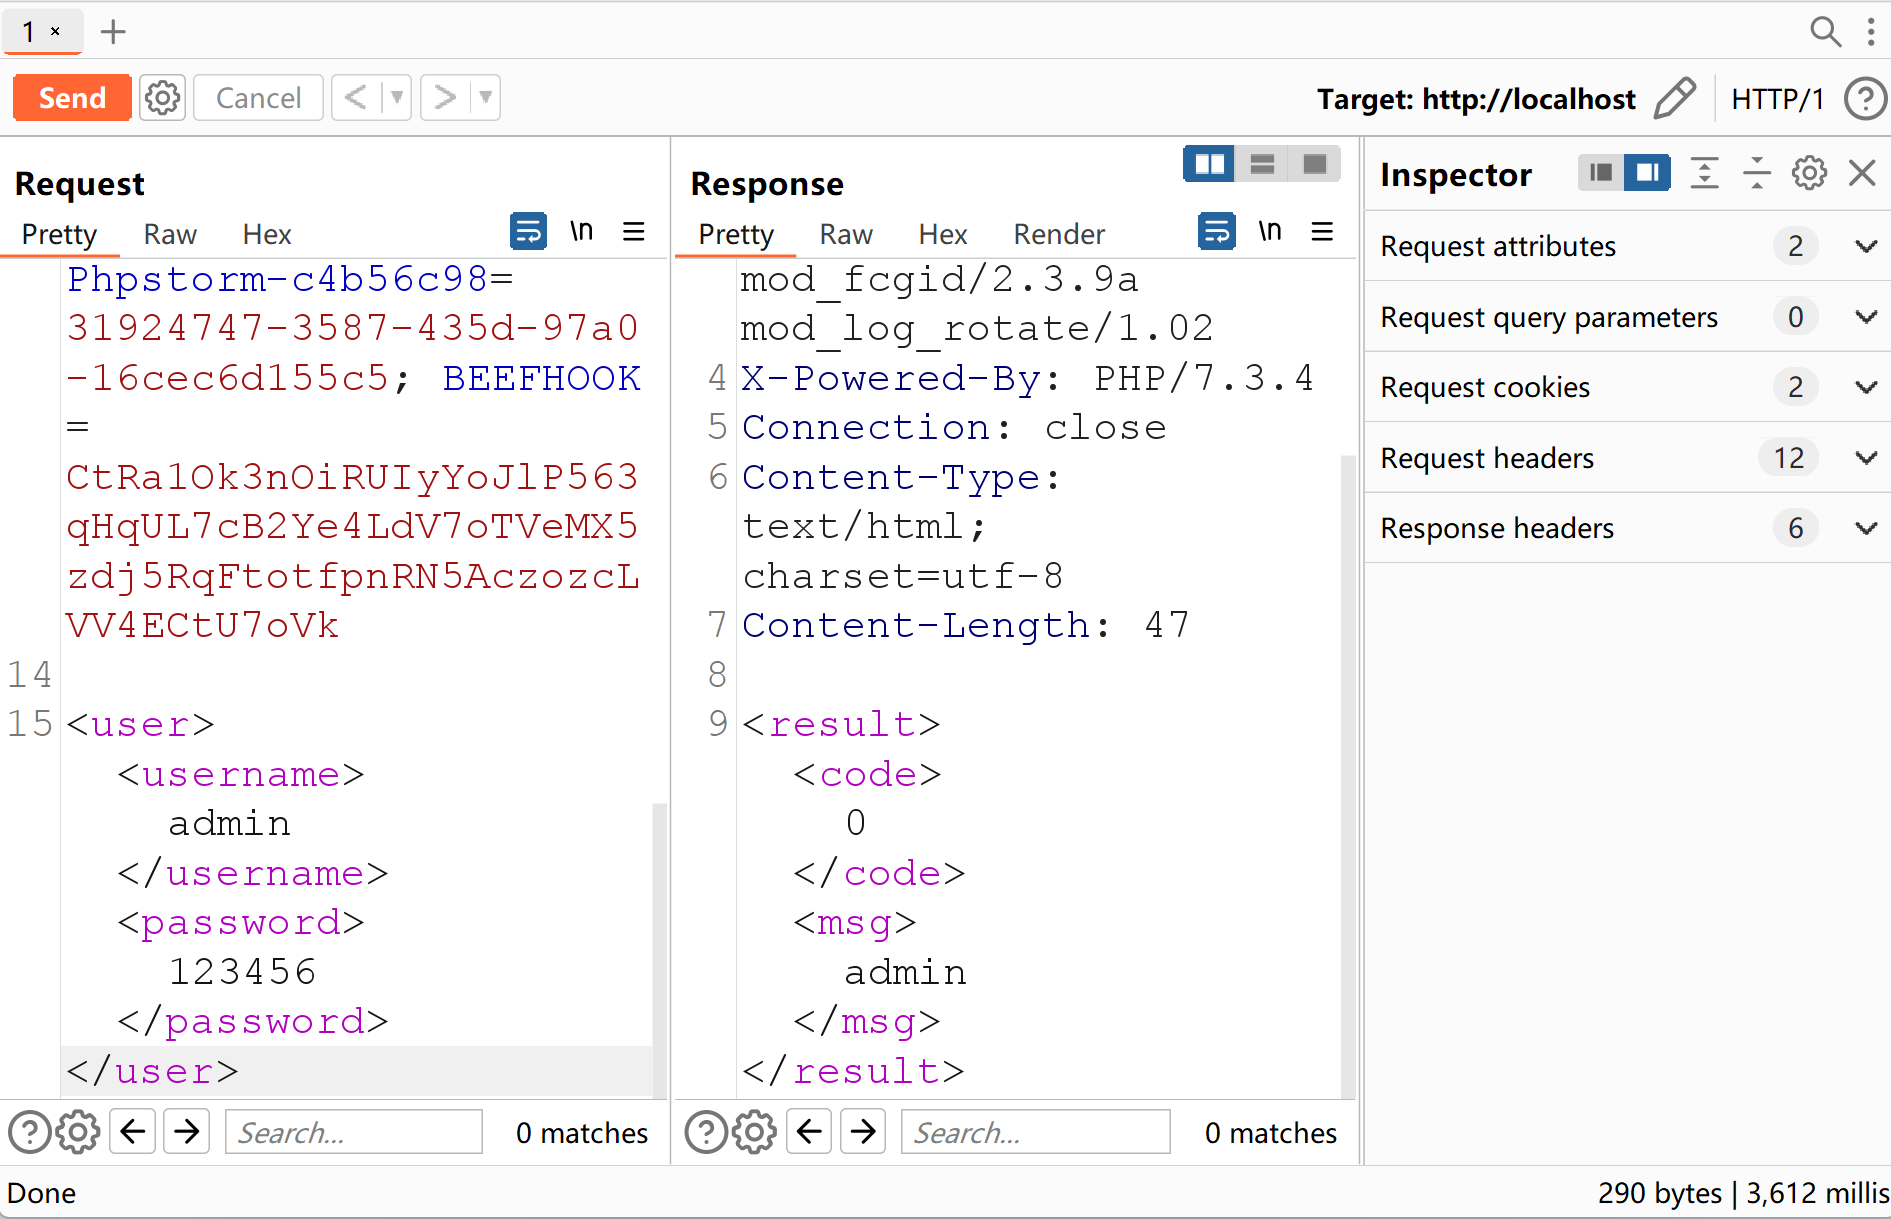 1 ×
Send
Cancel
Target: http://localhost
HTTP/1
Request
Pretty
Raw
Hex
\n
Phpstorm-c4b56c98=
31924747-3587-435d-97a0
-16cec6d155c5; BEEFHOOK
=
CtRa1Ok3nOiRUIyYoJlP563
qHqUL7cB2Ye4LdV7oTVeMX5
zdj5RqFtotfpnRN5AczozcL
VV4ECtU7oVk
14
15 <user>
<username>
admin
</username>
<password>
123456
</password>
</user>
Search...
0 matches
Response
Pretty
Raw
Hex
Render
\n
mod_fcgid/2.3.9a
mod_log_rotate/1.02
4 X-Powered-By: PHP/7.3.4
5 Connection: close
6 Content-Type:
text/html;
charset=utf-8
7 Content-Length: 47
8
9 <result>
<code>
0
</code>
<msg>
admin
</msg>
</result>
Search...
0 matches
Inspector
Request attributes 2
Request query parameters 0
Request cookies 2
Request headers 12
Response headers 6
Done
290 bytes | 3,612 millis